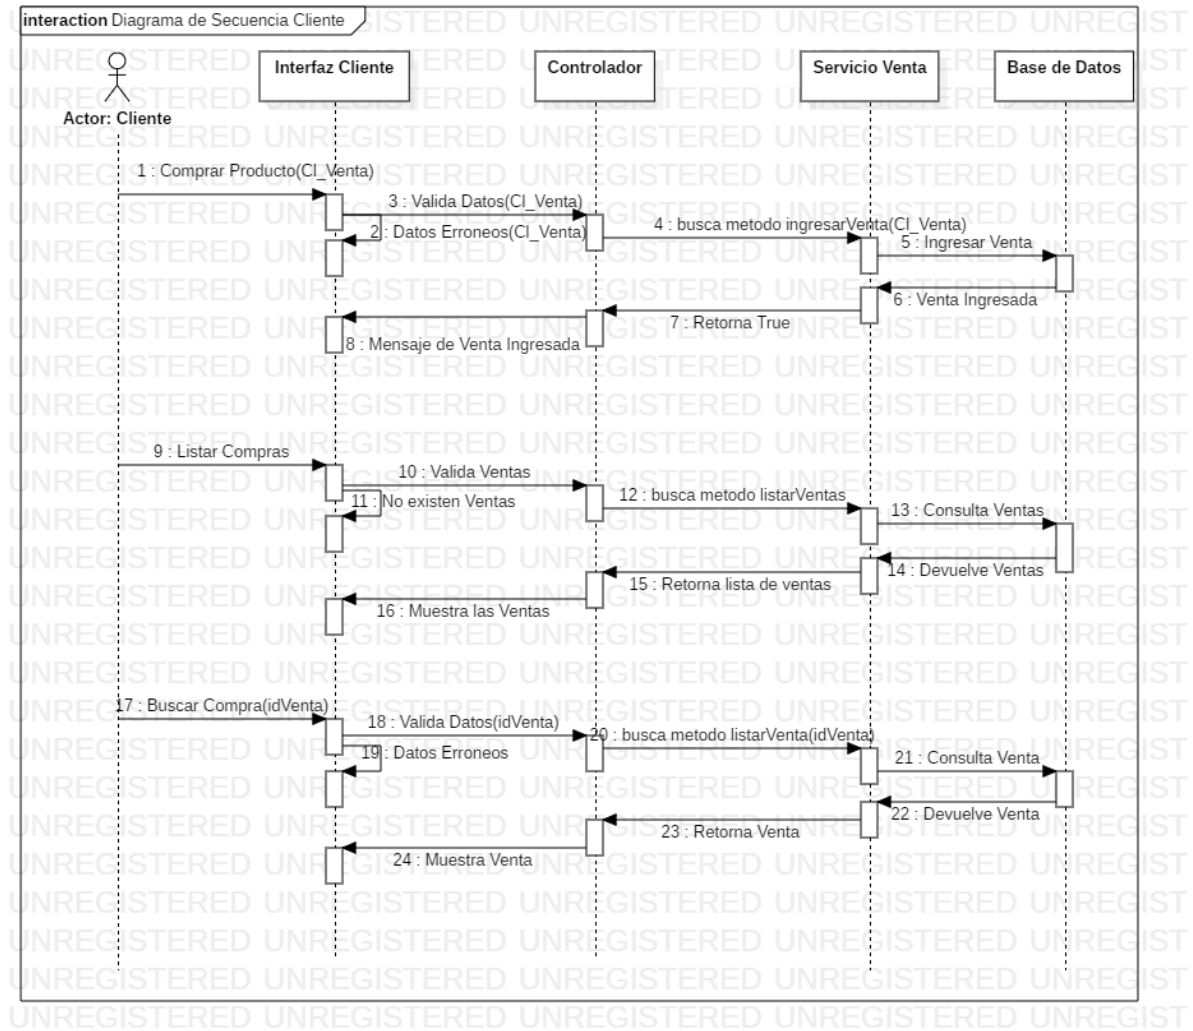 interaction Diagrama de Secuencia Cliente
Interfaz Cliente
Controlador
Servicio Venta
Base de Datos
Actor: Cliente
1 : Comprar Producto(Cl_Venta)
3 : Valida Datos(Cl_Venta)
2 : Datos Erroneos(Cl_Venta)
4 : busca metodo ingresarVenta(Cl_Venta)
5 : Ingresar Venta
6 : Venta Ingresada
7 : Retorna True
8 : Mensaje de Venta Ingresada
9 : Listar Compras
10 : Valida Ventas
11 : No existen Ventas
12 : busca metodo listarVentas
13 : Consulta Ventas
14 : Devuelve Ventas
15 : Retorna lista de ventas
16 : Muestra las Ventas
17 : Buscar Compra(idVenta)
18 : Valida Datos(idVenta)
19 : Datos Erroneos
20 : busca metodo listarVenta(idVenta)
21 : Consulta Venta
22 : Devuelve Venta
23 : Retorna Venta
24 : Muestra Venta
UNREGISTERED